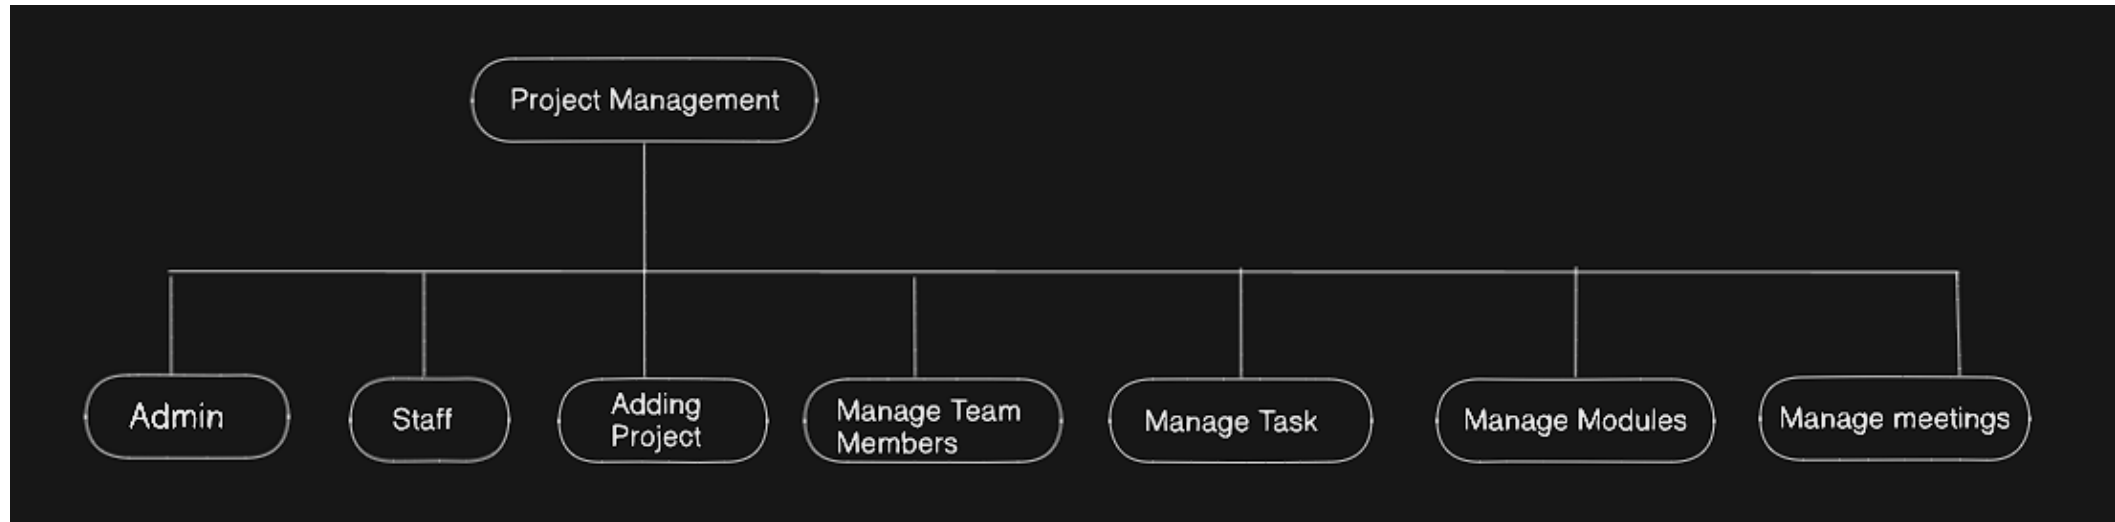 Project Management
Admin
Staff
Adding
Project
Manage Team
Members
Manage Task
Manage Modules
Manage meetings